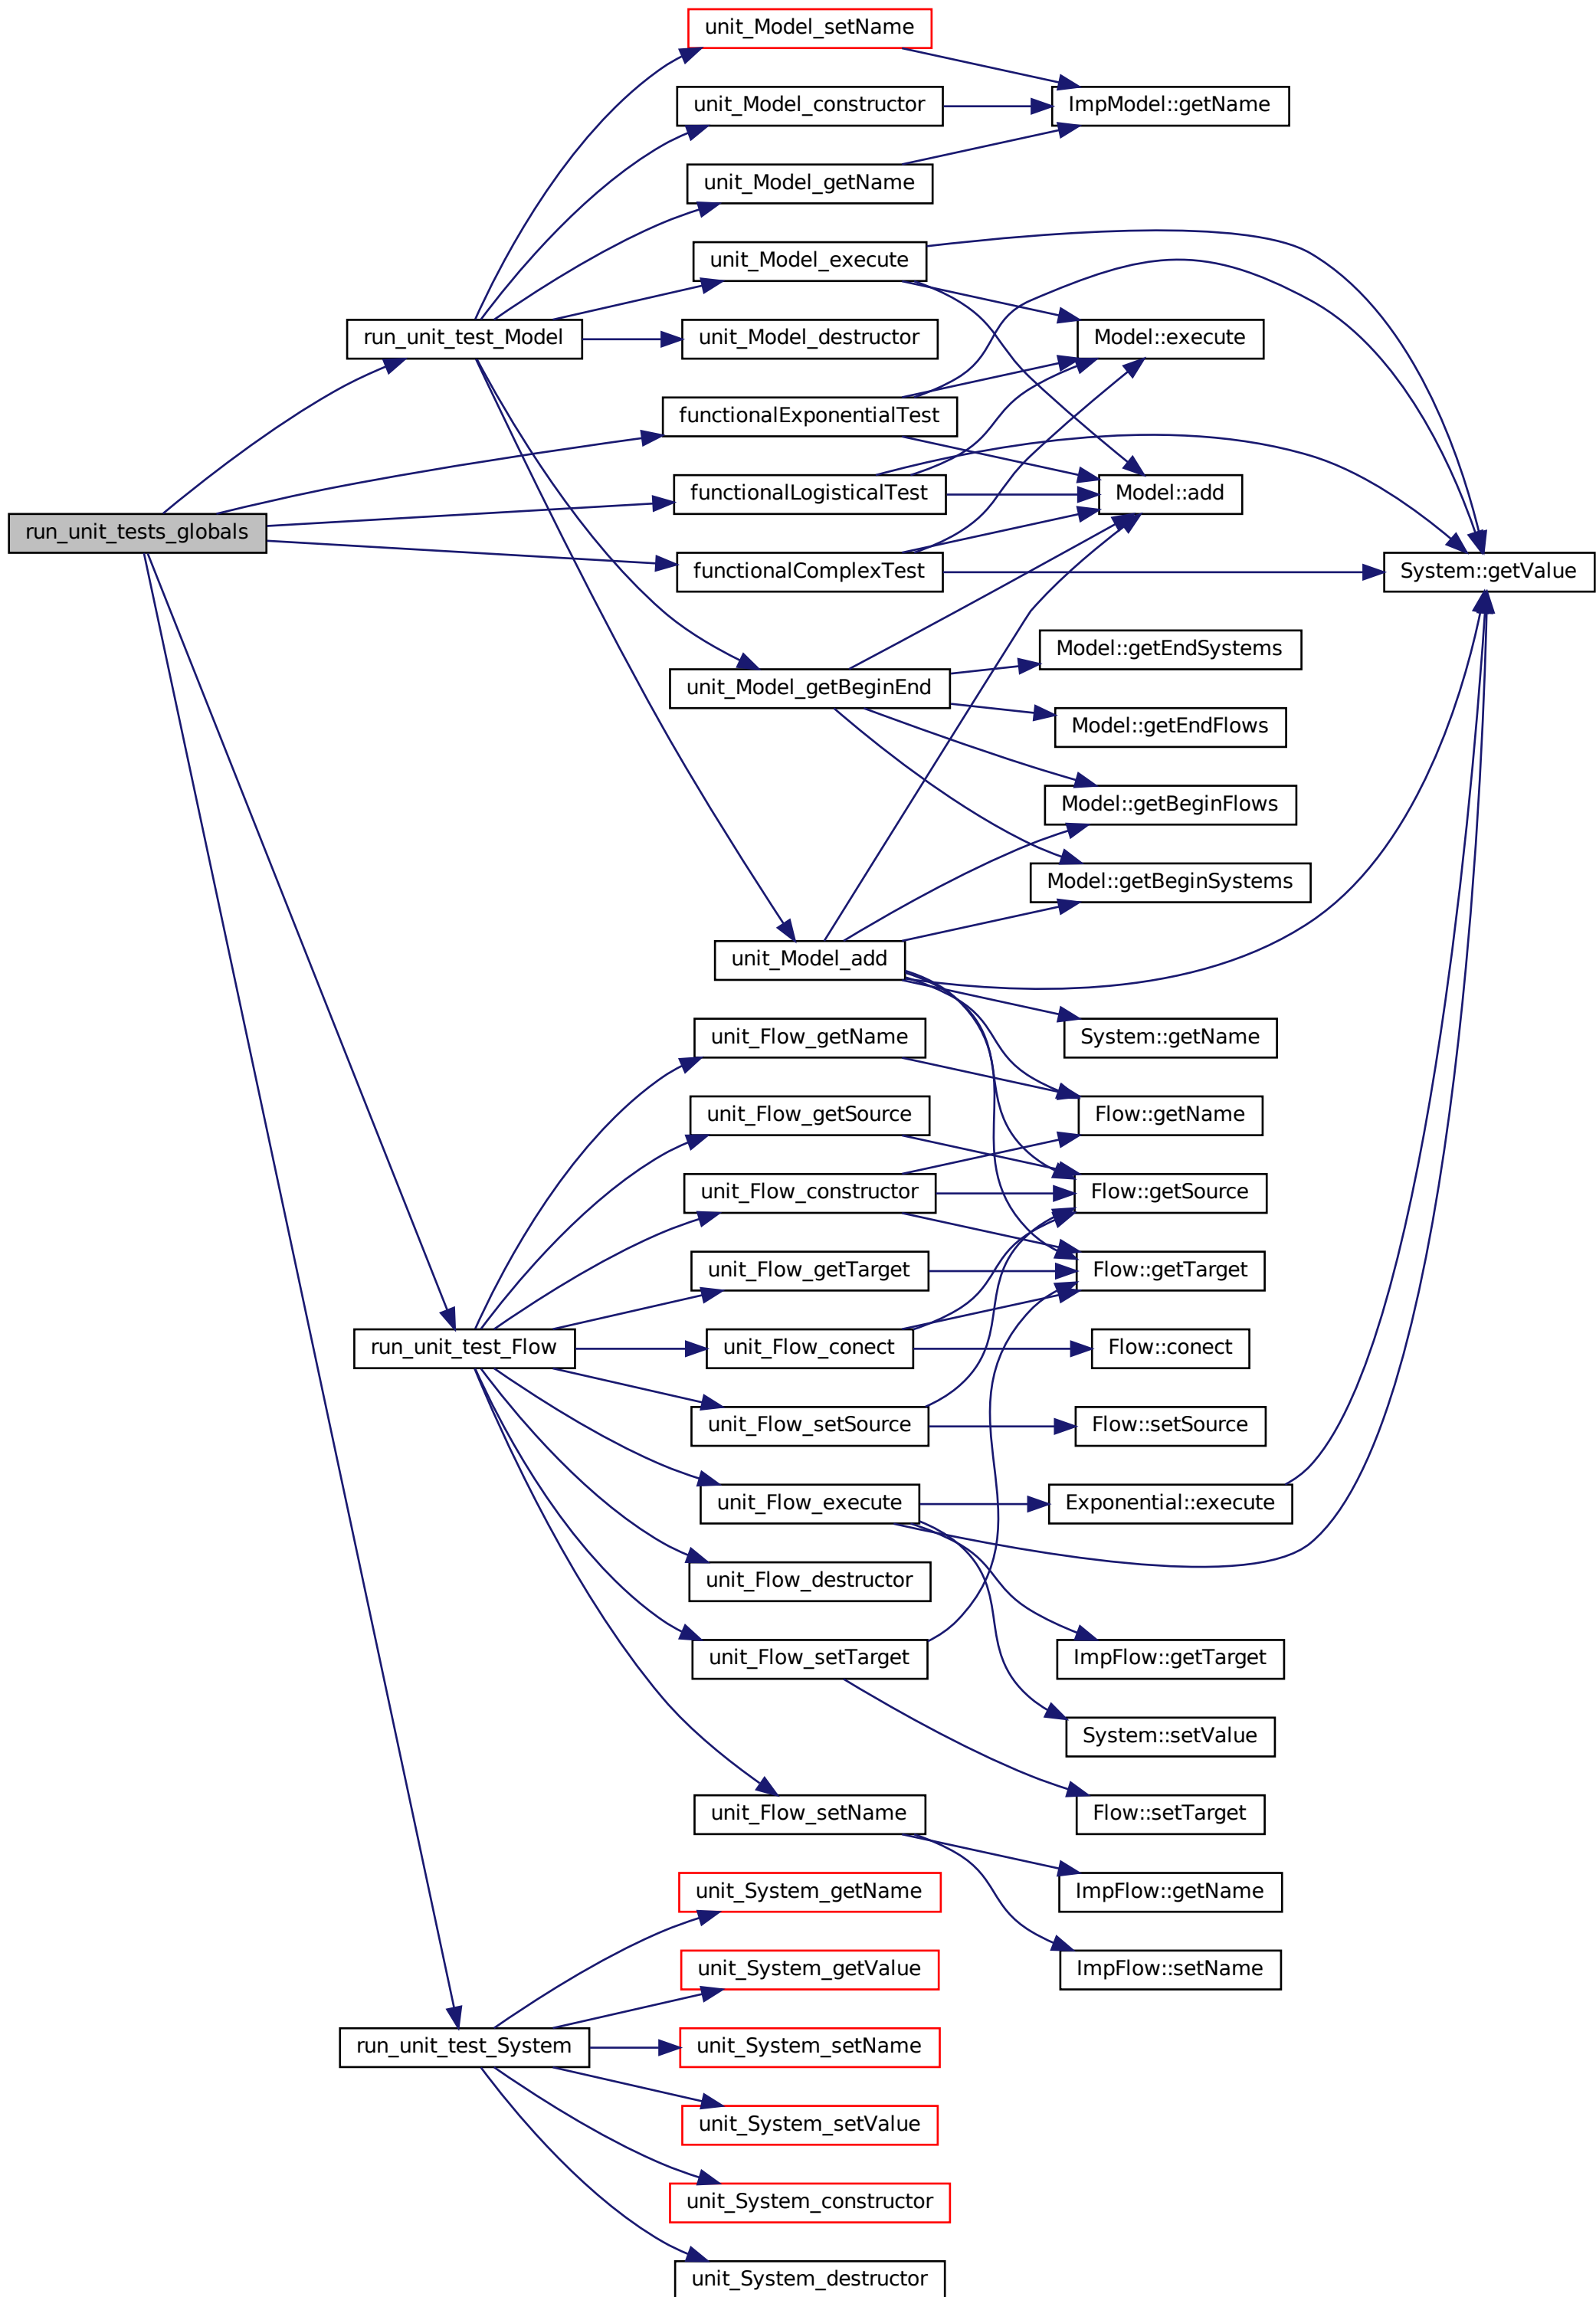 unit_Model_setName
unit_Model_constructor
ImpModel::getName
unit_Model_getName
unit_Model_execute
run_unit_test_Model
unit_Model_destructor
Model::execute
functionalExponentialTest
functionalLogisticalTest
Model::add
run_unit_tests_globals
functionalComplexTest
System::getValue
Model::getEndSystems
unit_Model_getBeginEnd
Model::getEndFlows
Model::getBeginFlows
Model::getBeginSystems
unit_Model_add
unit_Flow_getName
System::getName
unit_Flow_getSource
Flow::getName
unit_Flow_constructor
Flow::getSource
unit_Flow_getTarget
Flow::getTarget
run_unit_test_Flow
unit_Flow_conect
Flow::conect
unit_Flow_setSource
Flow::setSource
unit_Flow_execute
Exponential::execute
unit_Flow_destructor
unit_Flow_setTarget
ImpFlow::getTarget
System::setValue
unit_Flow_setName
Flow::setTarget
unit_System_getName
ImpFlow::getName
unit_System_getValue
ImpFlow::setName
run_unit_test_System
unit_System_setName
unit_System_setValue
unit_System_constructor
unit_System_destructor